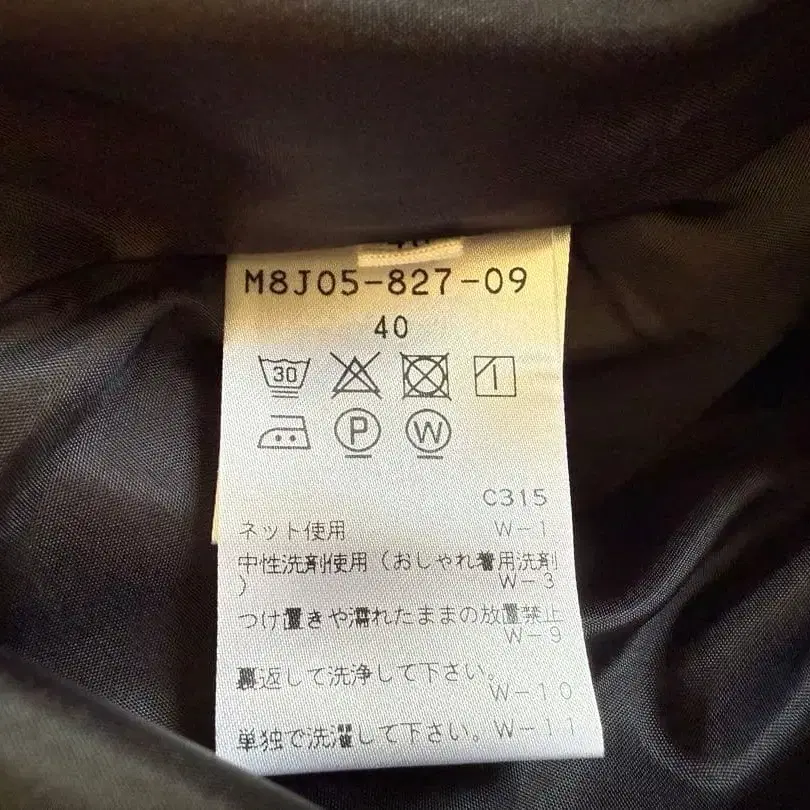 M8J05-827-09
40
30
P W
C315
ネット使用 W-1
中性洗剤使用（おしゃれ着用洗剤
） W-3
つけ置きや濡れたままの放置禁止
W-9
裏返して洗浄して下さい。
W-10
単独で洗濯して下さい。W-11